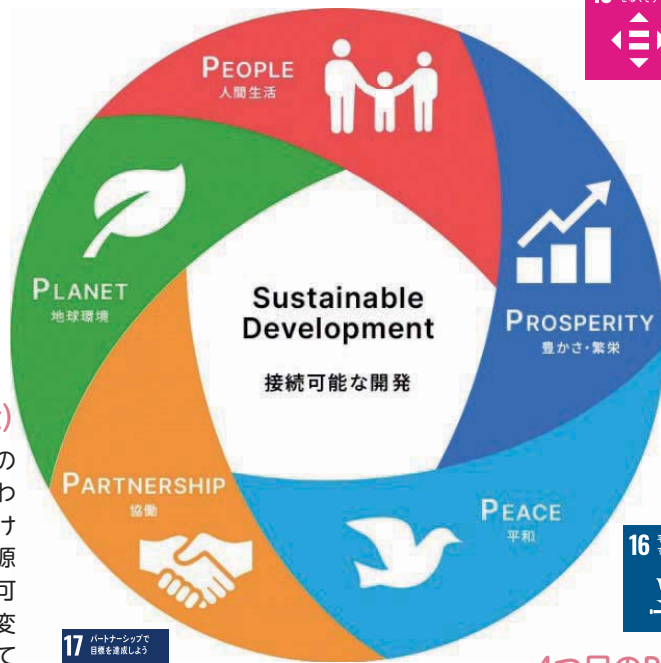 PEOPLE
人間生活
PLANET
地球環境
PROSPERITY
豊かさ・繁栄
Sustainable
Development
接続可能な開発
PARTNERSHIP
協働
PEACE
平和
の
わ
け
源
可
変
て
16
17 パートナーシップで
目標を達成しよう